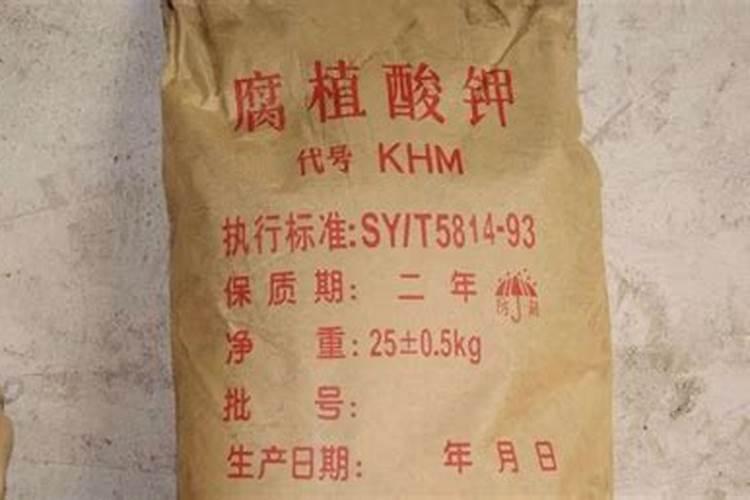 腐植酸钾
代号 KHM
执行标准:SY/T5814-93
保质期: 二年
净 重: 25±0.5kg
批 号:
生产日期: 年 月 日